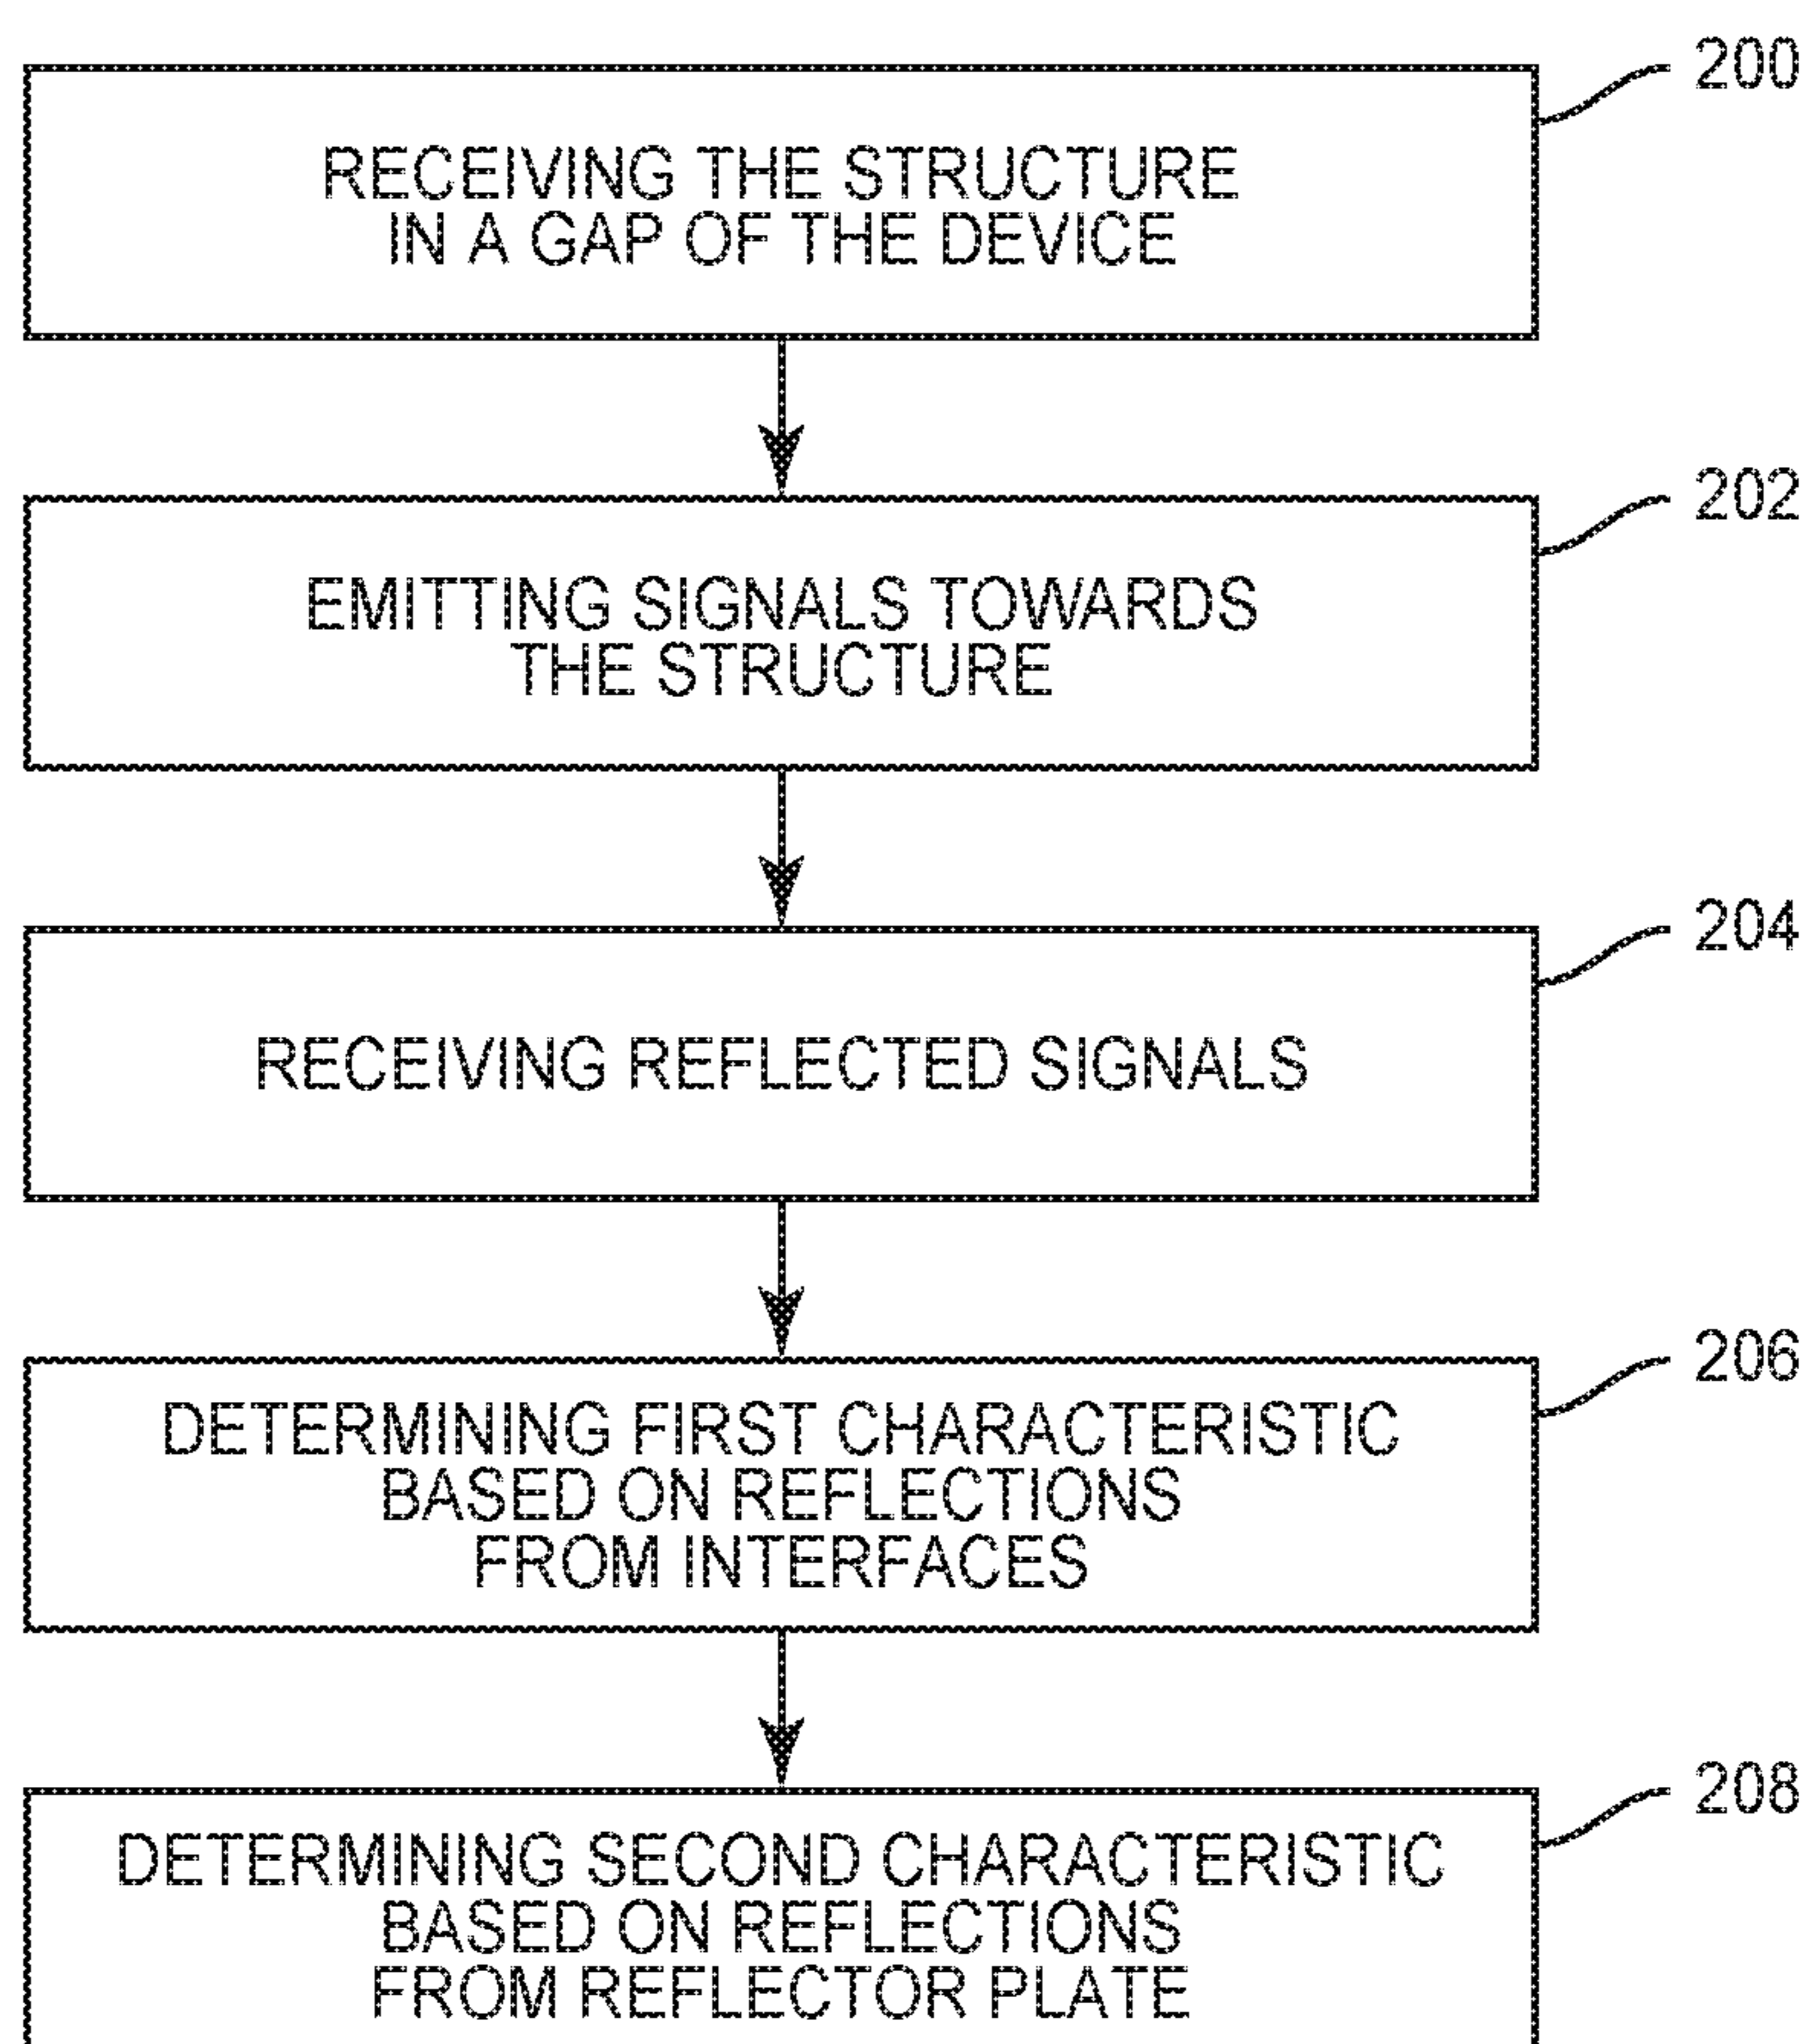 200
RECEIVING THE STRUCTURE
IN A GAP OF THE DEVICE
202
EMITTING SIGNALS TOWARDS
THE STRUCTURE
204
RECEIVING REFLECTED SIGNALS
206
DETERMINING FIRST CHARACTERISTIC
BASED ON REFLECTIONS
FROM INTERFACES
208
DETERMINING SECOND CHARACTERISTIC
BASED ON REFLECTIONS
FROM REFLECTOR PLATE